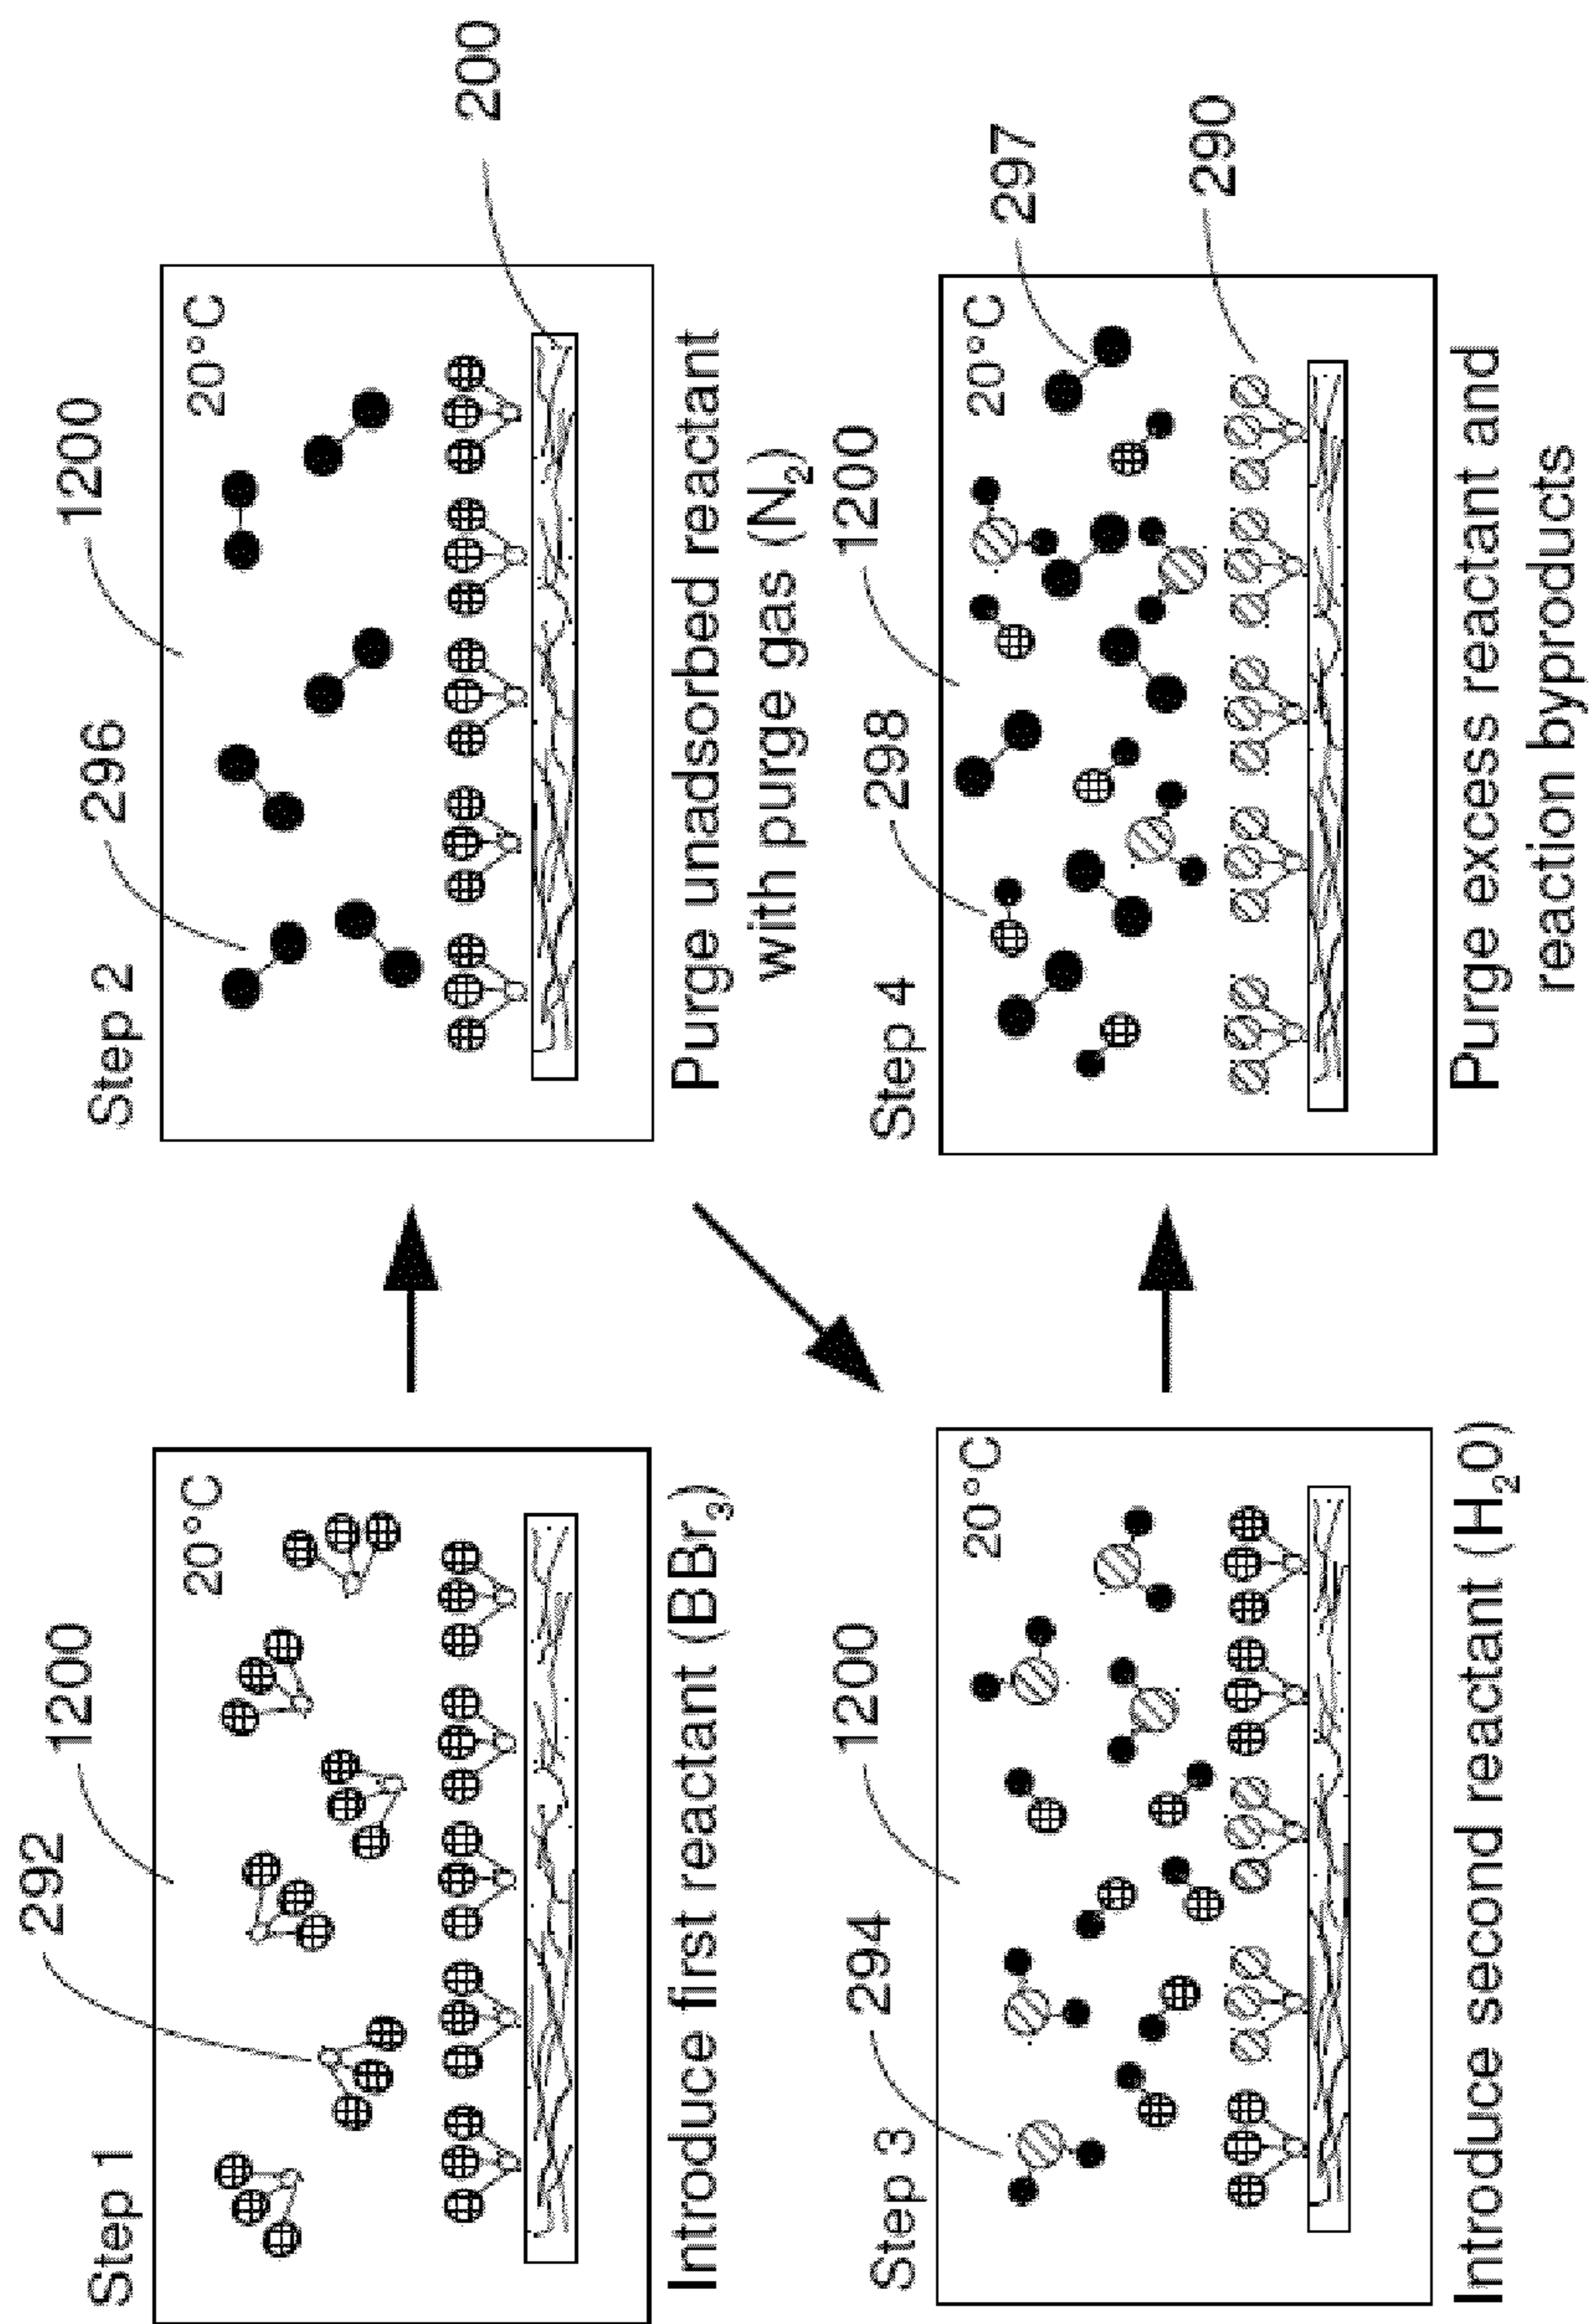 Step 1
292
1200
20°C
Introduce first reactant (BBr₃)
Step 2
296
1200
20°C
200
Purge unadsorbed reactant
with purge gas (N₂)
Step 3
294
1200
20°C
Introduce second reactant (H₂0)
Step 4
298
1200
20°C
297
290
Purge excess reactant and
reaction byproducts